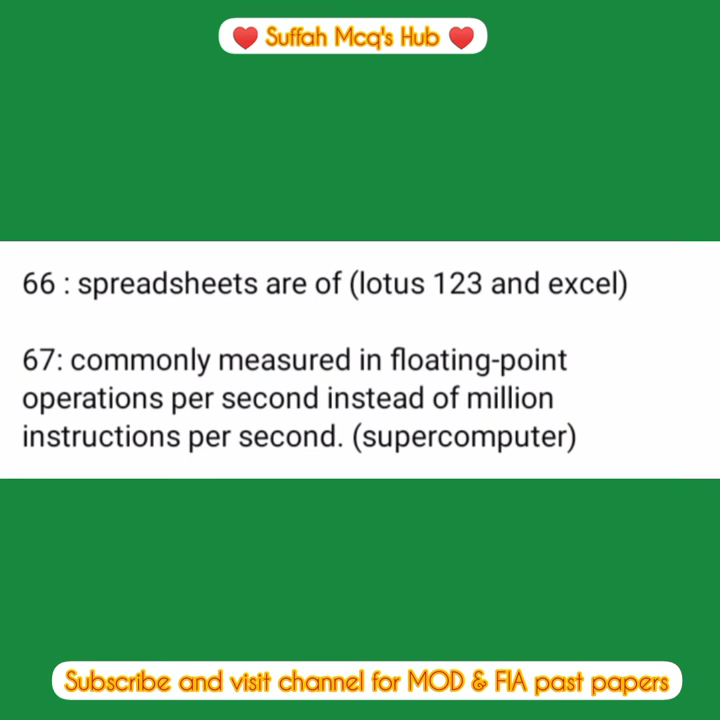 ❤️ Suffah Mcq's Hub ❤️
66 : spreadsheets are of (lotus 123 and excel)
67: commonly measured in floating-point
operations per second instead of million
instructions per second. (supercomputer)
Subscribe and visit channel for MOD & FIA past papers